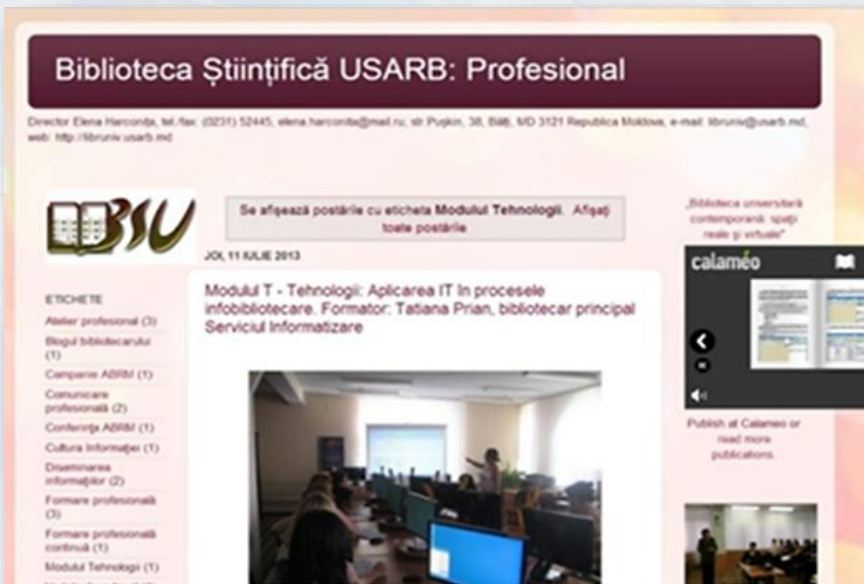 Biblioteca Științifică USARB: Profesional
Director Elena Harconița, tel./fax: (0231) 52445, elena.harconita@mail.ru; str Pușkin, 38, Bălți, MD 3121 Republica Moldova, e-mail: libruniv@usarb.md,
web: http://libruniv.usarb.md
BSU
Se afișează postările cu eticheta Modulul Tehnologii. Afișați
toate postările
JOI, 11 IULIE 2013
Modulul T - Tehnologii: Aplicarea IT în procesele
infobibliotecare. Formator: Tatiana Prian, bibliotecar principal
Serviciul Informatizare
ETICHETE
Atelier profesional (3)
Blogul bibliotecarului
(1)
Campanie ABRM (1)
Comunicare
profesională (2)
Conferința ABRM (1)
Cultura Informației (1)
Diseminarea
informațiilor (2)
Formare profesională
(3)
Formare profesională
continuă (1)
Modulul Tehnologii (1)
„Biblioteca universitară
contemporană: spații
reale și virtuale"
calaméo
Publish at Calameo or
read more
publications.